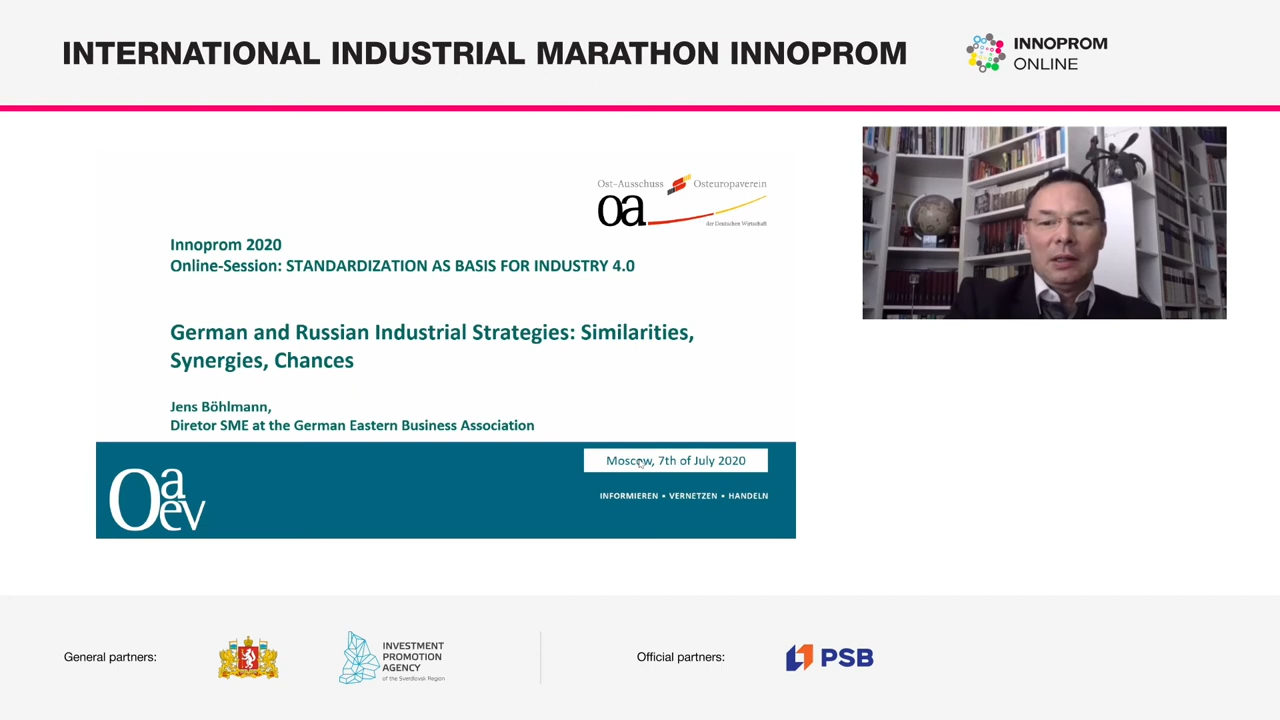 INTERNATIONAL INDUSTRIAL MARATHON INNOPROM
INNOPROM
ONLINE
Ost-Ausschuss Osteuropaverein
oa
der Deutschen Wirtschaft
Innoprom 2020
Online-Session: STANDARDIZATION AS BASIS FOR INDUSTRY 4.0
German and Russian Industrial Strategies: Similarities,
Synergies, Chances
Jens Böhlmann,
Diretor SME at the German Eastern Business Association
Moscow, 7th of July 2020
INFORMIEREN • VERNETZEN • HANDELN
Oa
ev
General partners:
INVESTMENT
PROMOTION
AGENCY
of the Sverdlovsk Region
Official partners:
PSB